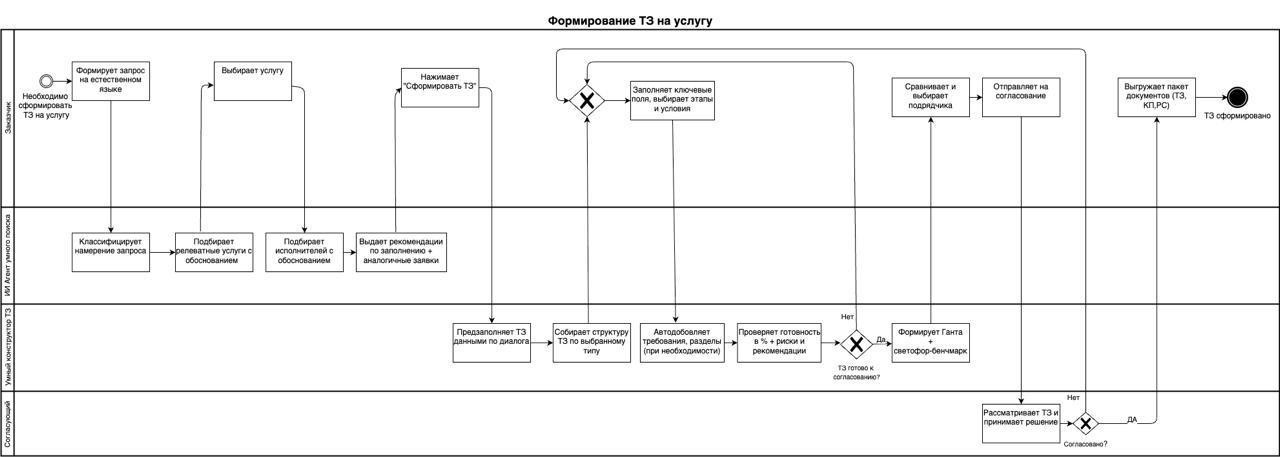 Формирование ТЗ на услугу
Заказчик
Необходимо
сформировать
ТЗ на услугу
Формирует запрос
на естественном
языке
Выбирает услугу
Нажимает
"Сформировать ТЗ"
Заполняет ключевые
поля, выбирает этапы
и условия
Сравнивает и
выбирает
подрядчика
Отправляет на
согласование
Выгружает пакет
документов (ТЗ,
КП,РС)
ТЗ сформировано
ИИ Агент умного поиска
Классифицирует
намерение запроса
Подбирает
релеватные услуги с
обоснованием
Подбирает
исполнителей с
обоснованием
Выдает рекомендации
по заполнению +
аналогичные заявки
Умный конструктор ТЗ
Предзаполняет ТЗ
данными по диалога
Собирает структуру
ТЗ по выбранному
типу
Автодобовляет
требования, разделы
(при необходимости)
Проверяет готовность
в % + риски и
рекомендации
Нет
ТЗ готово к
согласованию?
Да
Формирует Ганта
+
светофор-бенчмарк
Согласующий
Рассматривает ТЗ и
принимает решение
Нет
Согласовано?
ДА